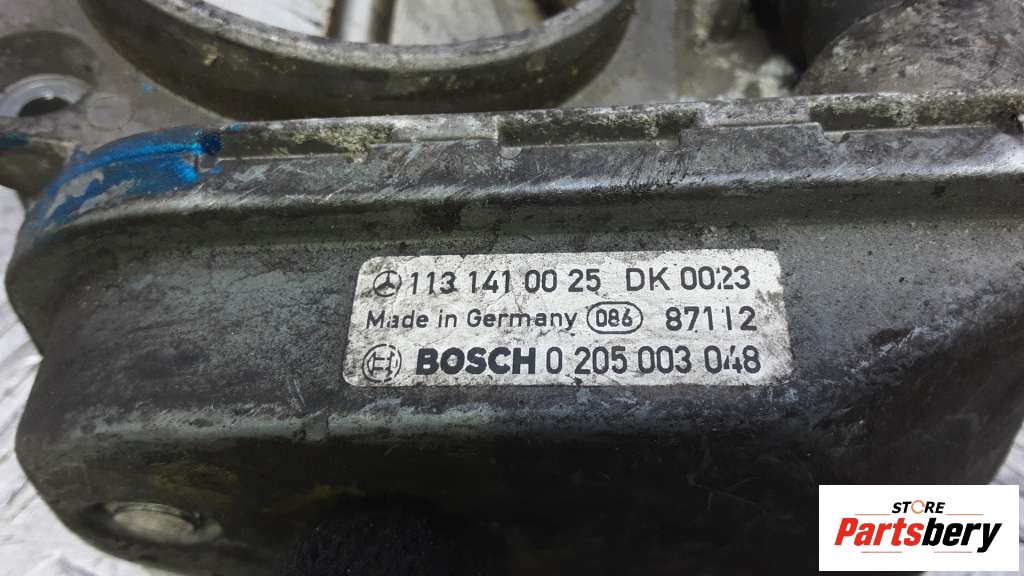 113 141 00 25 DK 0023
Made in Germany 086 87112
BOSCH 0 205 003 048
STORE
Partsbery